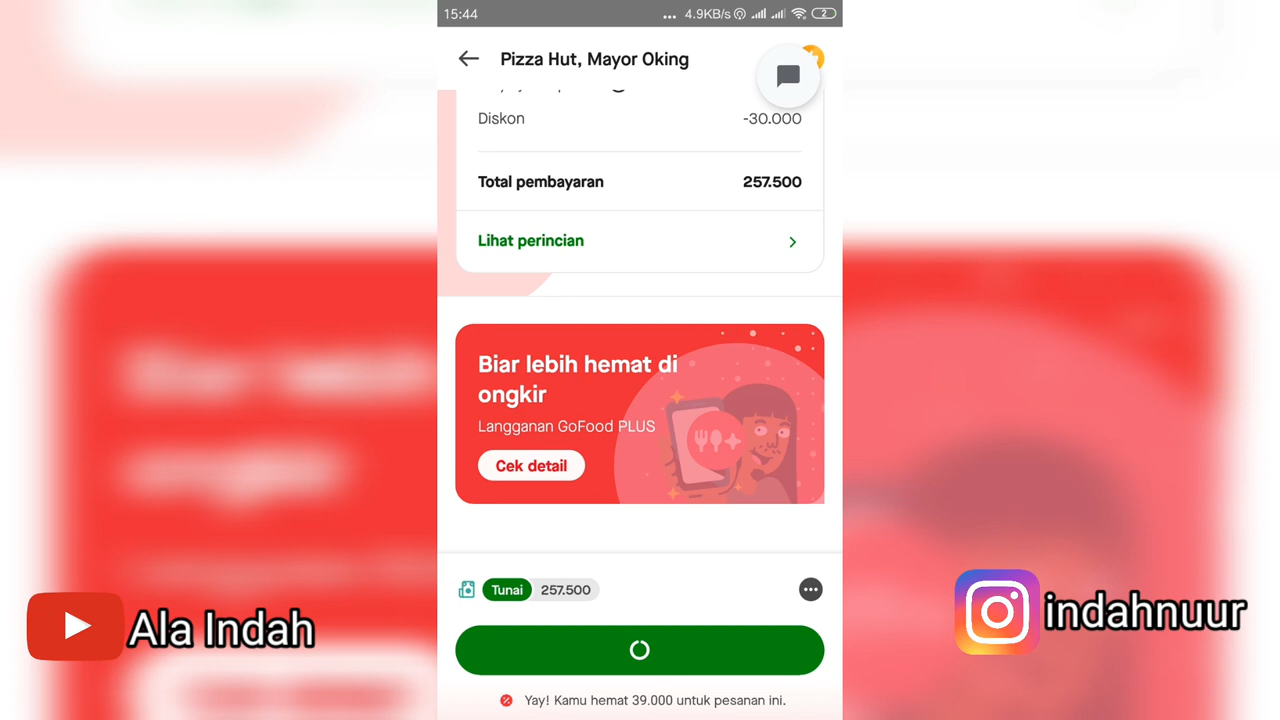 15:44
... 4.9KB/s
2
Pizza Hut, Mayor Oking
Diskon -30.000
Total pembayaran 257.500
Lihat perincian
Biar lebih hemat di
ongkir
Langganan GoFood PLUS
Cek detail
Tunai 257.500
Yay! Kamu hemat 39.000 untuk pesanan ini.
Ala Indah
indahnuur